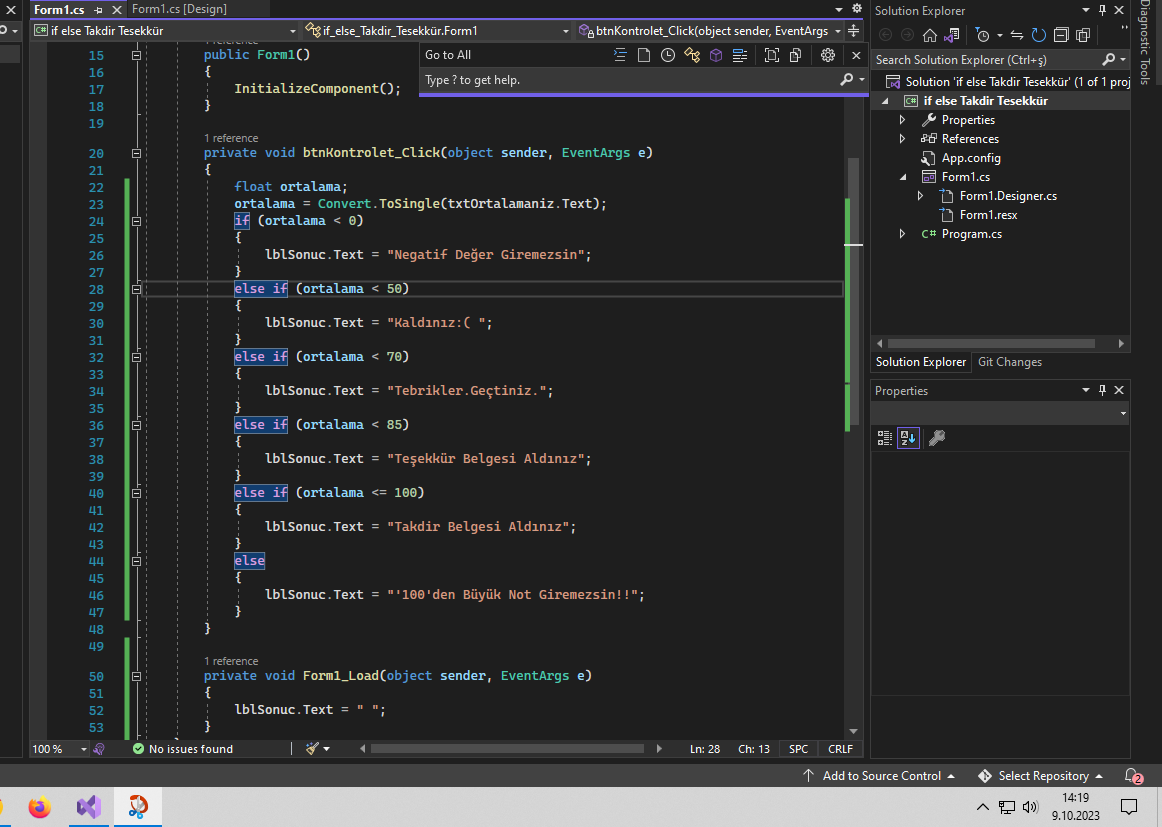 Form1.cs
Form1.cs [Design]
if else Takdir Tesekkür
if_else_Takdir_Tesekkür.Form1
btnKontrolet_Click(object sender, EventArgs
Go to All
Type ? to get help.
15 public Form1()
16 {
17 InitializeComponent();
18 }
19
1 reference
20 private void btnKontrolet_Click(object sender, EventArgs e)
21 {
22 float ortalama;
23 ortalama = Convert.ToSingle(txtOrtalamaniz.Text);
24 if (ortalama < 0)
25 {
26 lblSonuc.Text = "Negatif Değer Giremezsin";
27 }
28 else if (ortalama < 50)
29 {
30 lblSonuc.Text = "Kaldınız:( ";
31 }
32 else if (ortalama < 70)
33 {
34 lblSonuc.Text = "Tebrikler.Geçtiniz.";
35 }
36 else if (ortalama < 85)
37 {
38 lblSonuc.Text = "Teşekkür Belgesi Aldınız";
39 }
40 else if (ortalama <= 100)
41 {
42 lblSonuc.Text = "Takdir Belgesi Aldınız";
43 }
44 else
45 {
46 lblSonuc.Text = "'100'den Büyük Not Giremezsin!!";
47 }
48 }
49
1 reference
50 private void Form1_Load(object sender, EventArgs e)
51 {
52 lblSonuc.Text = " ";
53 }
100 %
No issues found
Ln: 28 Ch: 13 SPC CRLF
Solution Explorer
Search Solution Explorer (Ctrl+ş)
Solution 'if else Takdir Tesekkür' (1 of 1 proj
if else Takdir Tesekkür
Properties
References
App.config
Form1.cs
Form1.Designer.cs
Form1.resx
C# Program.cs
Solution Explorer Git Changes
Properties
Diagnostic Tools
Add to Source Control
Select Repository
2
14:19
9.10.2023